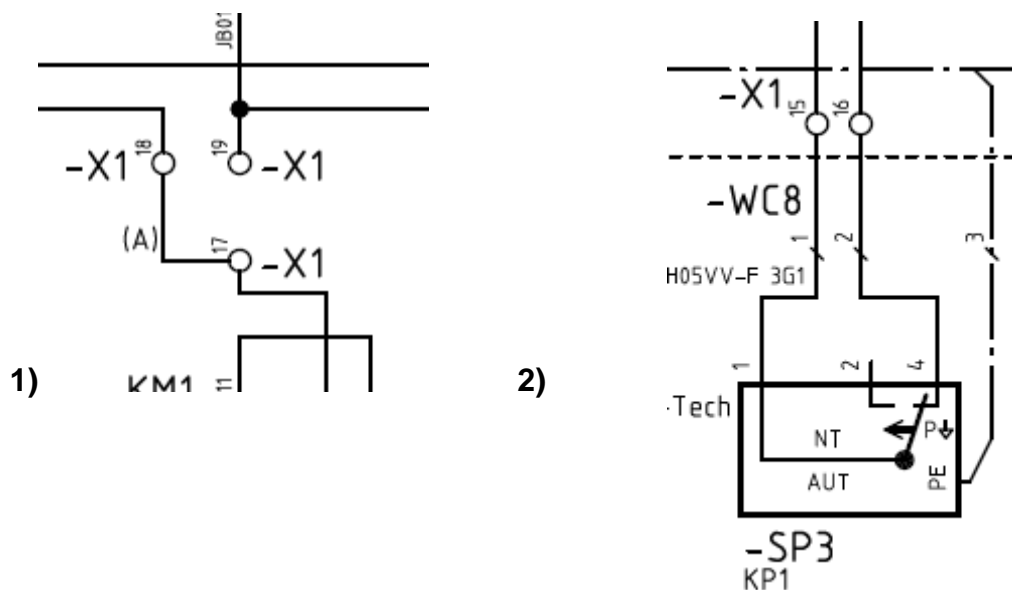 JB01
18
-X1
19
-X1
(A)
17
-X1
1)
KM1
11
-X1
15
16
-WC8
1
2
3
H05VV-F 3G1
1
2
4
2)
-Tech
NT
P
AUT
PE
-SP3
KP1